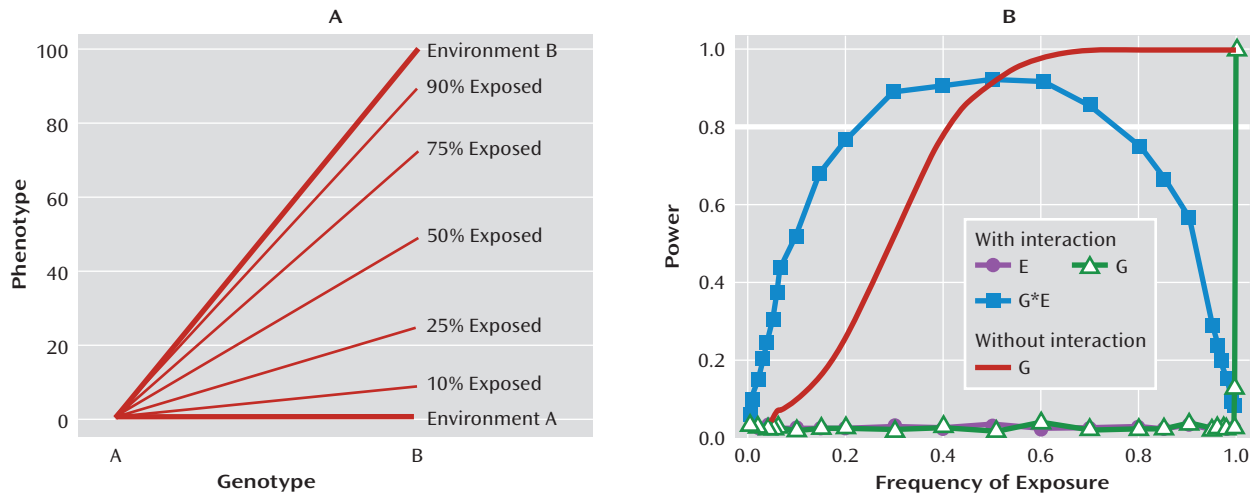 A
100
80
60
40
20
0
Phenotype
Environment B
90% Exposed
75% Exposed
50% Exposed
25% Exposed
10% Exposed
Environment A
A
B
Genotype
B
1.0
0.8
0.6
0.4
0.2
0.0
Power
With interaction
E
G
G*E
Without interaction
G
0.0
0.2
0.4
0.6
0.8
1.0
Frequency of Exposure